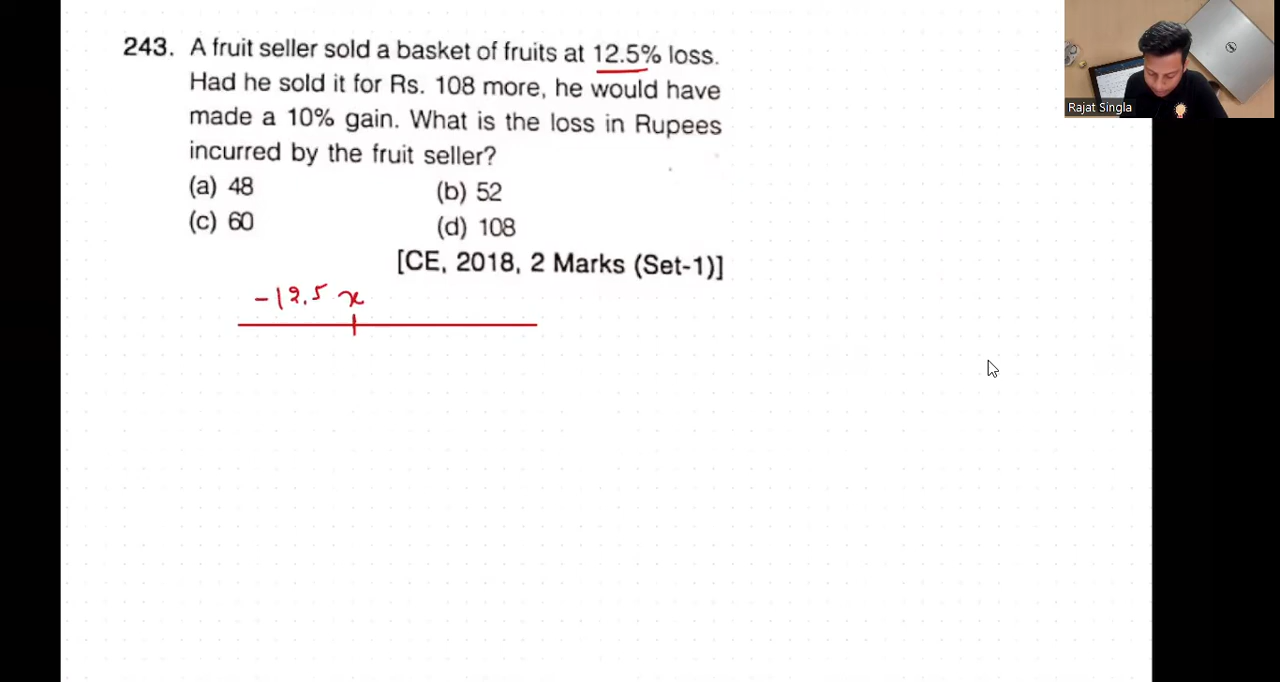 243. A fruit seller sold a basket of fruits at 12.5% loss.
Had he sold it for Rs. 108 more, he would have
made a 10% gain. What is the loss in Rupees
incurred by the fruit seller?
(a) 48 (b) 52
(c) 60 (d) 108
[CE, 2018, 2 Marks (Set-1)]
-12.5 x
Rajat Singla